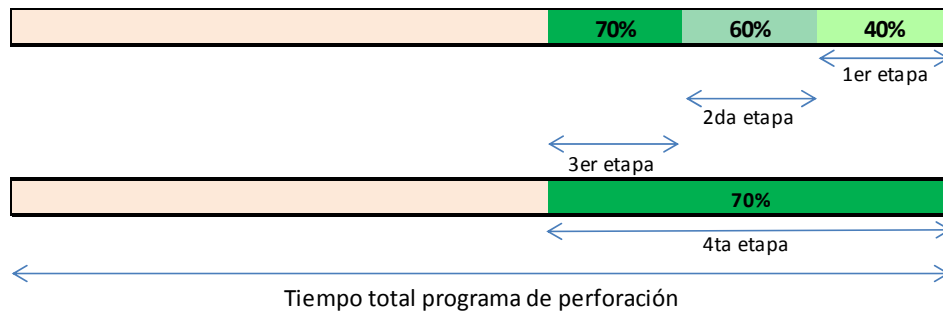 70% 60% 40%
1er etapa
2da etapa
3er etapa
70%
4ta etapa
Tiempo total programa de perforación